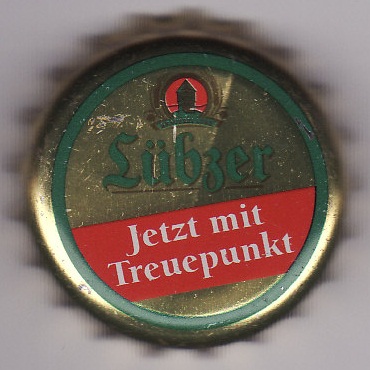 Lübzer
Jetzt mit
Treuepunkt